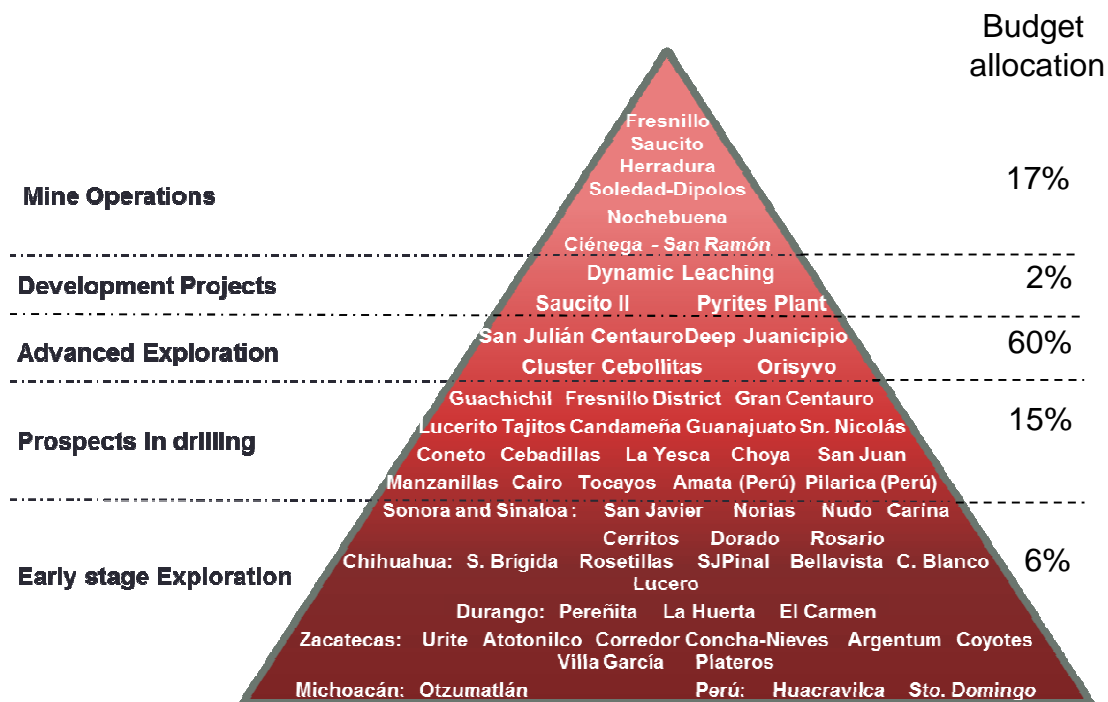 Budget
allocation
Fresnillo
Saucito
Herradura
17%
Soledad-Dipolos
Mine Operations
Nochebuena
Ciénega - San Ramón
Dynamic Leaching
2%
Development Projects
Saucito II Pyrites Plant
San Julián CentauroDeep Juanicipio
60%
Advanced Exploration
Cluster Cebollitas Orisyvo
Guachichil Fresnillo District Gran Centauro
15%
Lucerito Tajitos Candameña Guanajuato Sn. Nicolás
Prospects in drilling
Coneto Cebadillas La Yesca Choya San Juan
Manzanillas Cairo Tocayos Amata (Perú) Pilarica (Perú)
Sonora and Sinaloa: San Javier Norias Nudo Carina
Cerritos Dorado Rosario
Chihuahua: S. Brígida Rosetillas SJPinal Bellavista C. Blanco
6%
Early stage Exploration
Lucero
Durango: Pereñita La Huerta El Carmen
Zacatecas: Urite Atotonilco Corredor Concha-Nieves Argentum Coyotes
Villa García Plateros
Michoacán: Otzumatlán Perú: Huacravilca Sto. Domingo